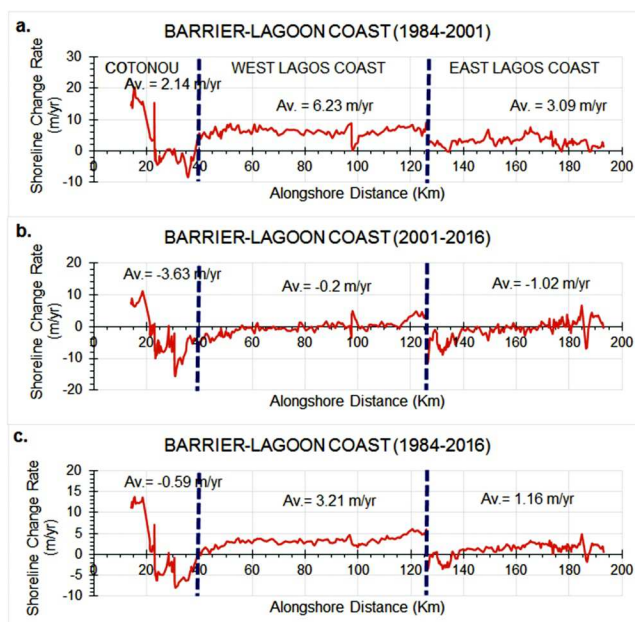 a.
BARRIER-LAGOON COAST (1984-2001)
COTONOU
WEST LAGOS COAST
EAST LAGOS COAST
Av. = 2.14 m/yr
Av. = 6.23 m/yr
Av. = 3.09 m/yr
Shoreline Change Rate
(m/yr)
30
20
10
0
-10
0 20 40 60 80 100 120 140 160 180 200
Alongshore Distance (Km)
b.
BARRIER-LAGOON COAST (2001-2016)
Av.= -3.63 m/yr
Av. = -0.2 m/yr
Av.= -1.02 m/yr
Shoreline Change Rate
(m/yr)
20
10
0
-10
-20
0 20 40 60 80 100 120 140 160 180 200
Alongshore Distance (Km)
c.
BARRIER-LAGOON COAST (1984-2016)
Av.= -0.59 m/yr
Av.= 3.21 m/yr
Av.= 1.16 m/yr
Shoreline Change Rate
(m/yr)
20
15
10
5
0
-5
-10
0 20 40 60 80 100 120 140 160 180 200
Alongshore Distance (Km)